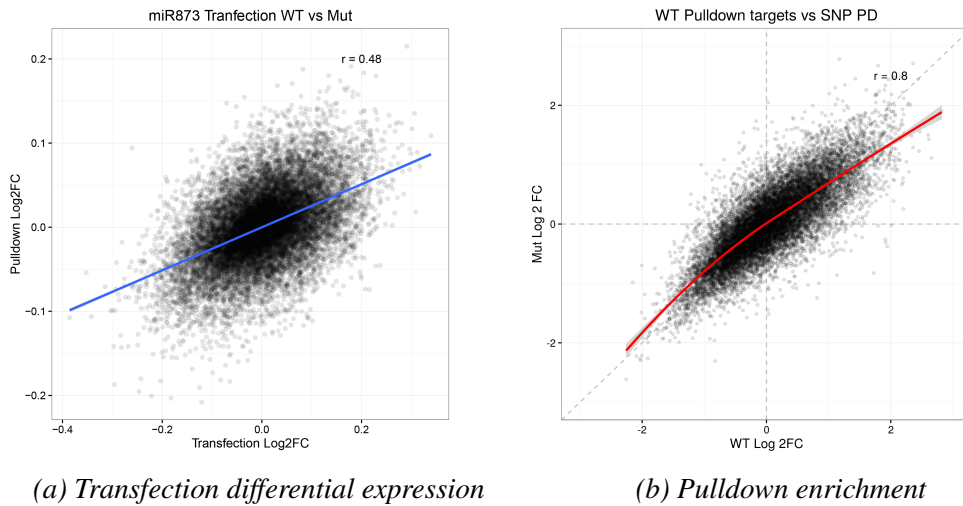 miR873 Tranfection WT vs Mut
r = 0.48
0.2
0.1
0.0
−0.1
−0.2
Pulldown Log2FC
−0.4
−0.2
0.0
0.2
Transfection Log2FC
(a) Transfection differential expression
WT Pulldown targets vs SNP PD
r = 0.8
2
0
-2
Mut Log 2 FC
-2
0
2
WT Log 2FC
(b) Pulldown enrichment